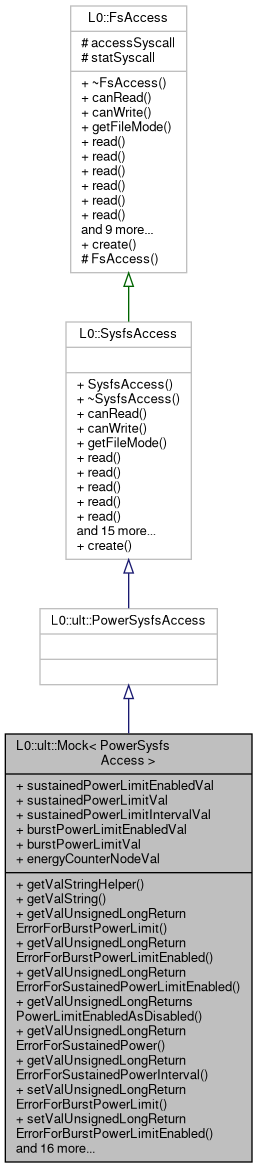 L0::FsAccess
# accessSyscall
# statSyscall
+ ~FsAccess()
+ canRead()
+ canWrite()
+ getFileMode()
+ read()
+ read()
+ read()
+ read()
+ read()
+ read()
and 9 more...
+ create()
# FsAccess()
L0::SysfsAccess
+ SysfsAccess()
+ ~SysfsAccess()
+ canRead()
+ canWrite()
+ getFileMode()
+ read()
+ read()
+ read()
+ read()
+ read()
and 15 more...
+ create()
L0::ult::PowerSysfsAccess
L0::ult::Mock< PowerSysfs
Access >
+ sustainedPowerLimitEnabledVal
+ sustainedPowerLimitVal
+ sustainedPowerLimitIntervalVal
+ burstPowerLimitEnabledVal
+ burstPowerLimitVal
+ energyCounterNodeVal
+ getValStringHelper()
+ getValString()
+ getValUnsignedLongReturn
ErrorForBurstPowerLimit()
+ getValUnsignedLongReturn
ErrorForBurstPowerLimitEnabled()
+ getValUnsignedLongReturn
ErrorForSustainedPowerLimitEnabled()
+ getValUnsignedLongReturns
PowerLimitEnabledAsDisabled()
+ getValUnsignedLongReturn
ErrorForSustainedPower()
+ getValUnsignedLongReturn
ErrorForSustainedPowerInterval()
+ setValUnsignedLongReturn
ErrorForBurstPowerLimit()
+ setValUnsignedLongReturn
ErrorForBurstPowerLimitEnabled()
and 16 more...